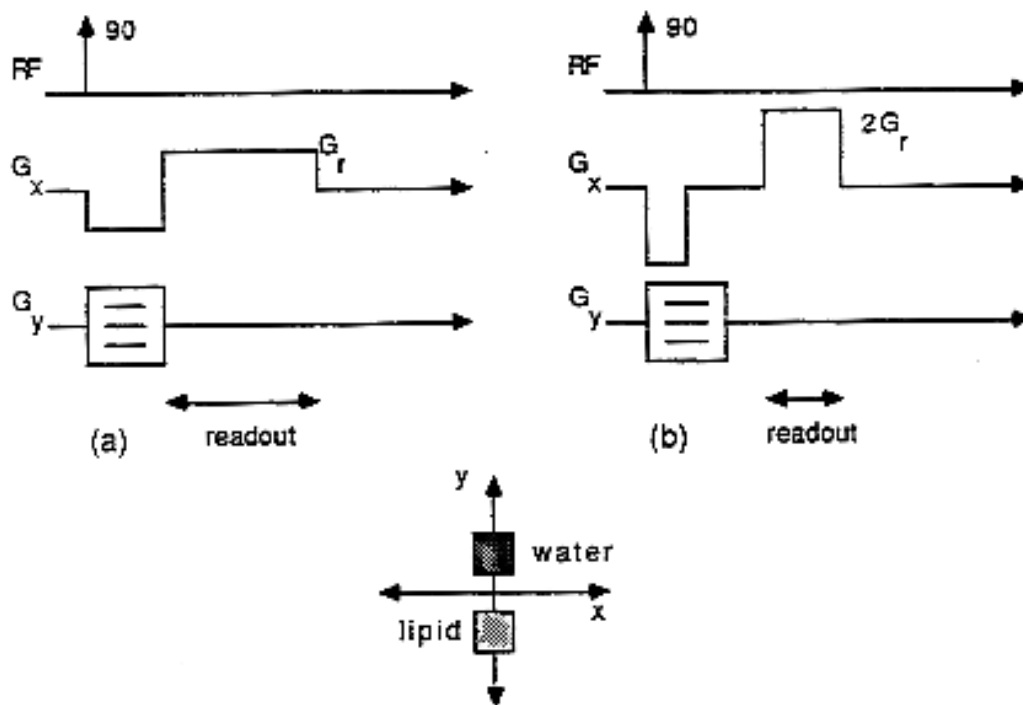 90
RF
G x
G r
G y
readout
(a)
90
RF
G x
2G r
G y
readout
(b)
y
water
x
lipid